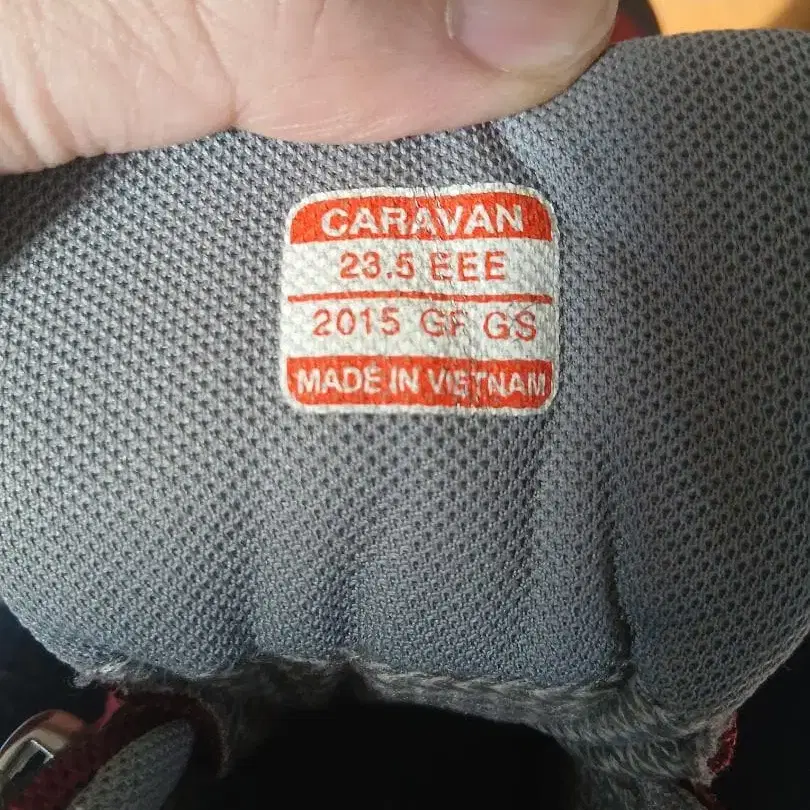 CARAVAN
23.5 EEE
2015 GF GS
MADE IN VIETNAM